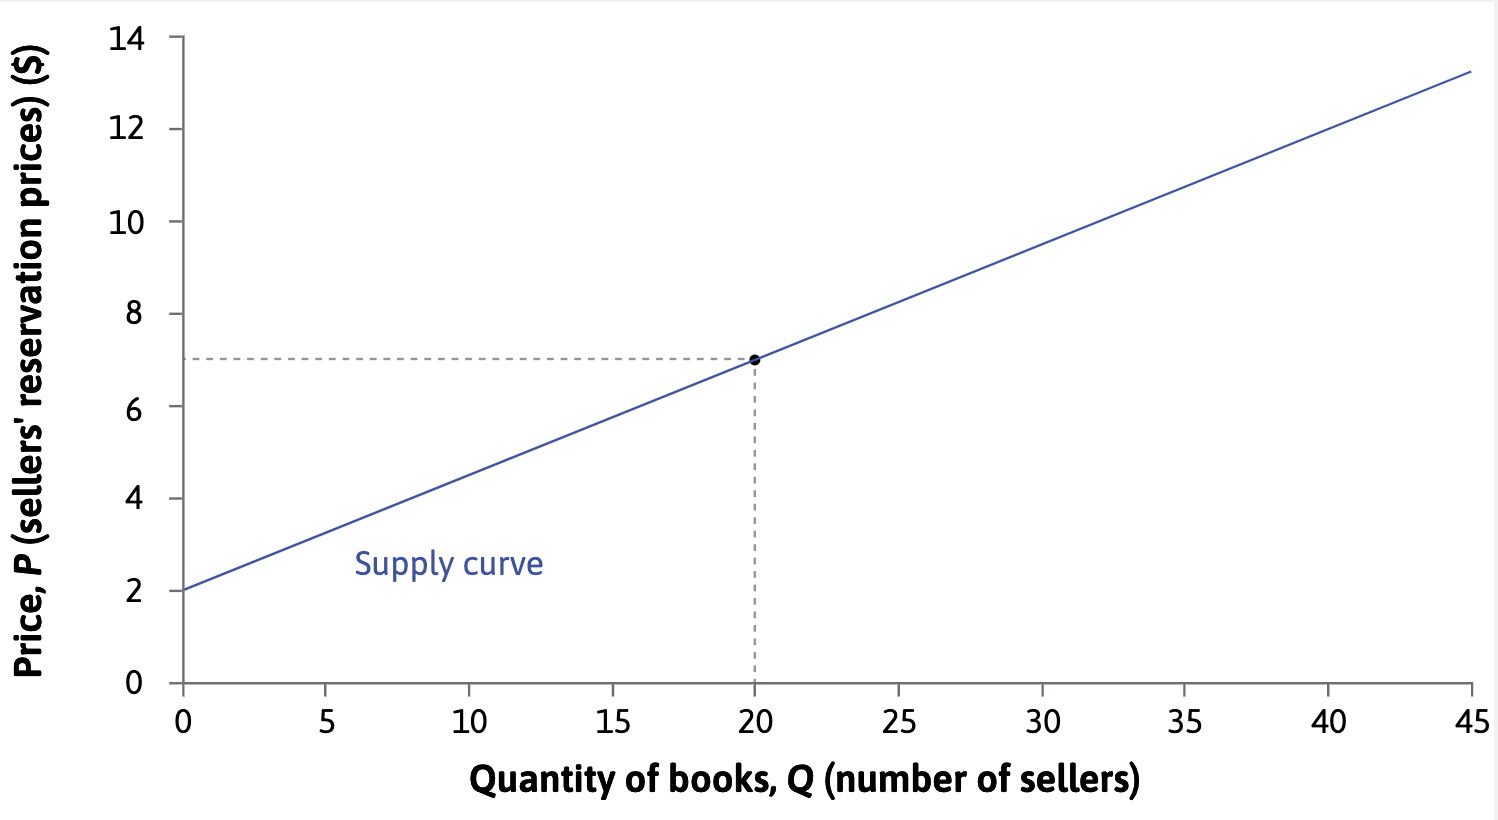 Price, P (sellers' reservation prices) ($)
14
12
10
8
6
4
2
0
Supply curve
0 5 10 15 20 25 30 35 40 45
Quantity of books, Q (number of sellers)